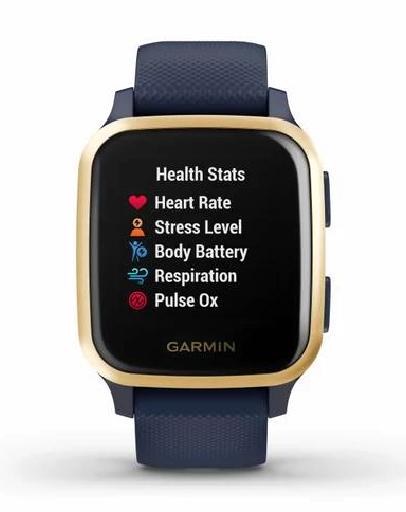 Health Stats
Heart Rate
Stress Level
Body Battery
Respiration
Pulse Ox
GARMIN